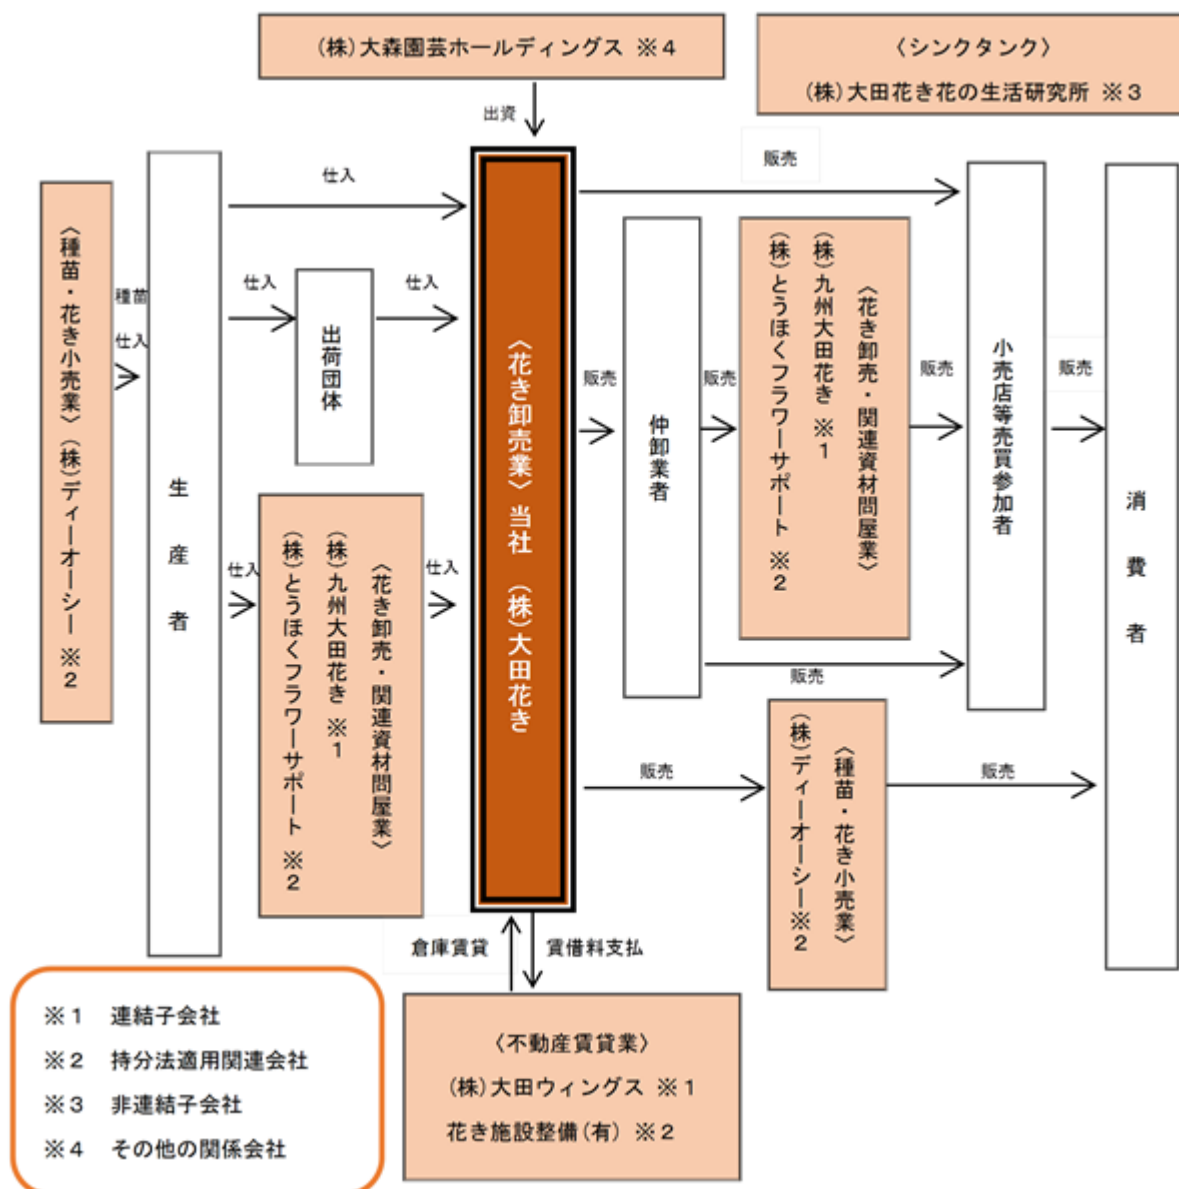 (株)大森園芸ホールディングス ※4
〈シンクタンク〉
(株)大田花き花の生活研究所 ※3
出資
〈種苗・花き小売業〉(株)ディーオーシー ※2
種苗
仕入
生産者
仕入
仕入
出荷団体
仕入
仕入
〈花き卸売・関連資材問屋業〉
(株)九州大田花き ※1
(株)とうほくフラワーサポート ※2
仕入
〈花き卸売業〉当社 (株)大田花き
販売
販売
仲卸業者
販売
〈花き卸売・関連資材問屋業〉
(株)九州大田花き ※1
(株)とうほくフラワーサポート ※2
販売
販売
小売店等売買参加者
販売
販売
〈種苗・花き小売業〉
(株)ディーオーシー※2
販売
消費者
倉庫賃貸
賃借料支払
〈不動産賃貸業〉
(株)大田ウィングス ※1
花き施設整備(有) ※2
※1 連結子会社
※2 持分法適用関連会社
※3 非連結子会社
※4 その他の関係会社